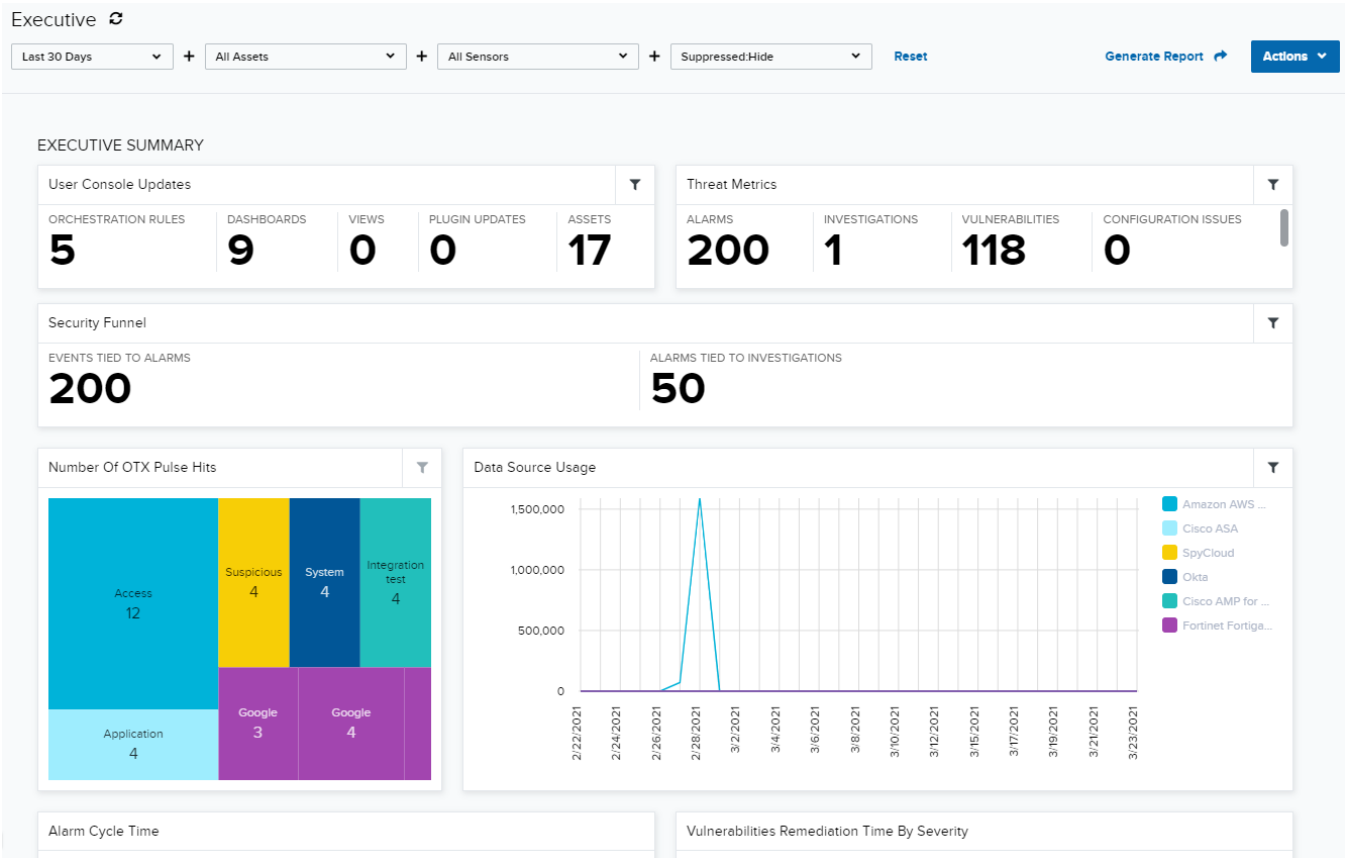 Executive
Last 30 Days + All Assets + All Sensors + Suppressed:Hide Reset Generate Report Actions
EXECUTIVE SUMMARY
User Console Updates
ORCHESTRATION RULES DASHBOARDS VIEWS PLUGIN UPDATES ASSETS
5 9 0 0 17
Threat Metrics
ALARMS INVESTIGATIONS VULNERABILITIES CONFIGURATION ISSUES
200 1 118 0
Security Funnel
EVENTS TIED TO ALARMS ALARMS TIED TO INVESTIGATIONS
200 50
Number Of OTX Pulse Hits
Access
12
Application
4
Suspicious
4
System
4
Integration
test
4
Google
3
Google
4
Data Source Usage
1,500,000
1,000,000
500,000
0
2/22/2021
2/24/2021
2/26/2021
2/28/2021
3/2/2021
3/4/2021
3/6/2021
3/8/2021
3/10/2021
3/12/2021
3/15/2021
3/17/2021
3/19/2021
3/21/2021
3/23/2021
Amazon AWS ...
Cisco ASA
SpyCloud
Okta
Cisco AMP for ...
Fortinet Fortiga...
Alarm Cycle Time
Vulnerabilities Remediation Time By Severity